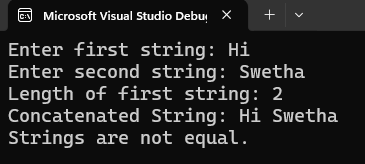 Microsoft Visual Studio Debug
Enter first string: Hi
Enter second string: Swetha
Length of first string: 2
Concatenated String: Hi Swetha
Strings are not equal.